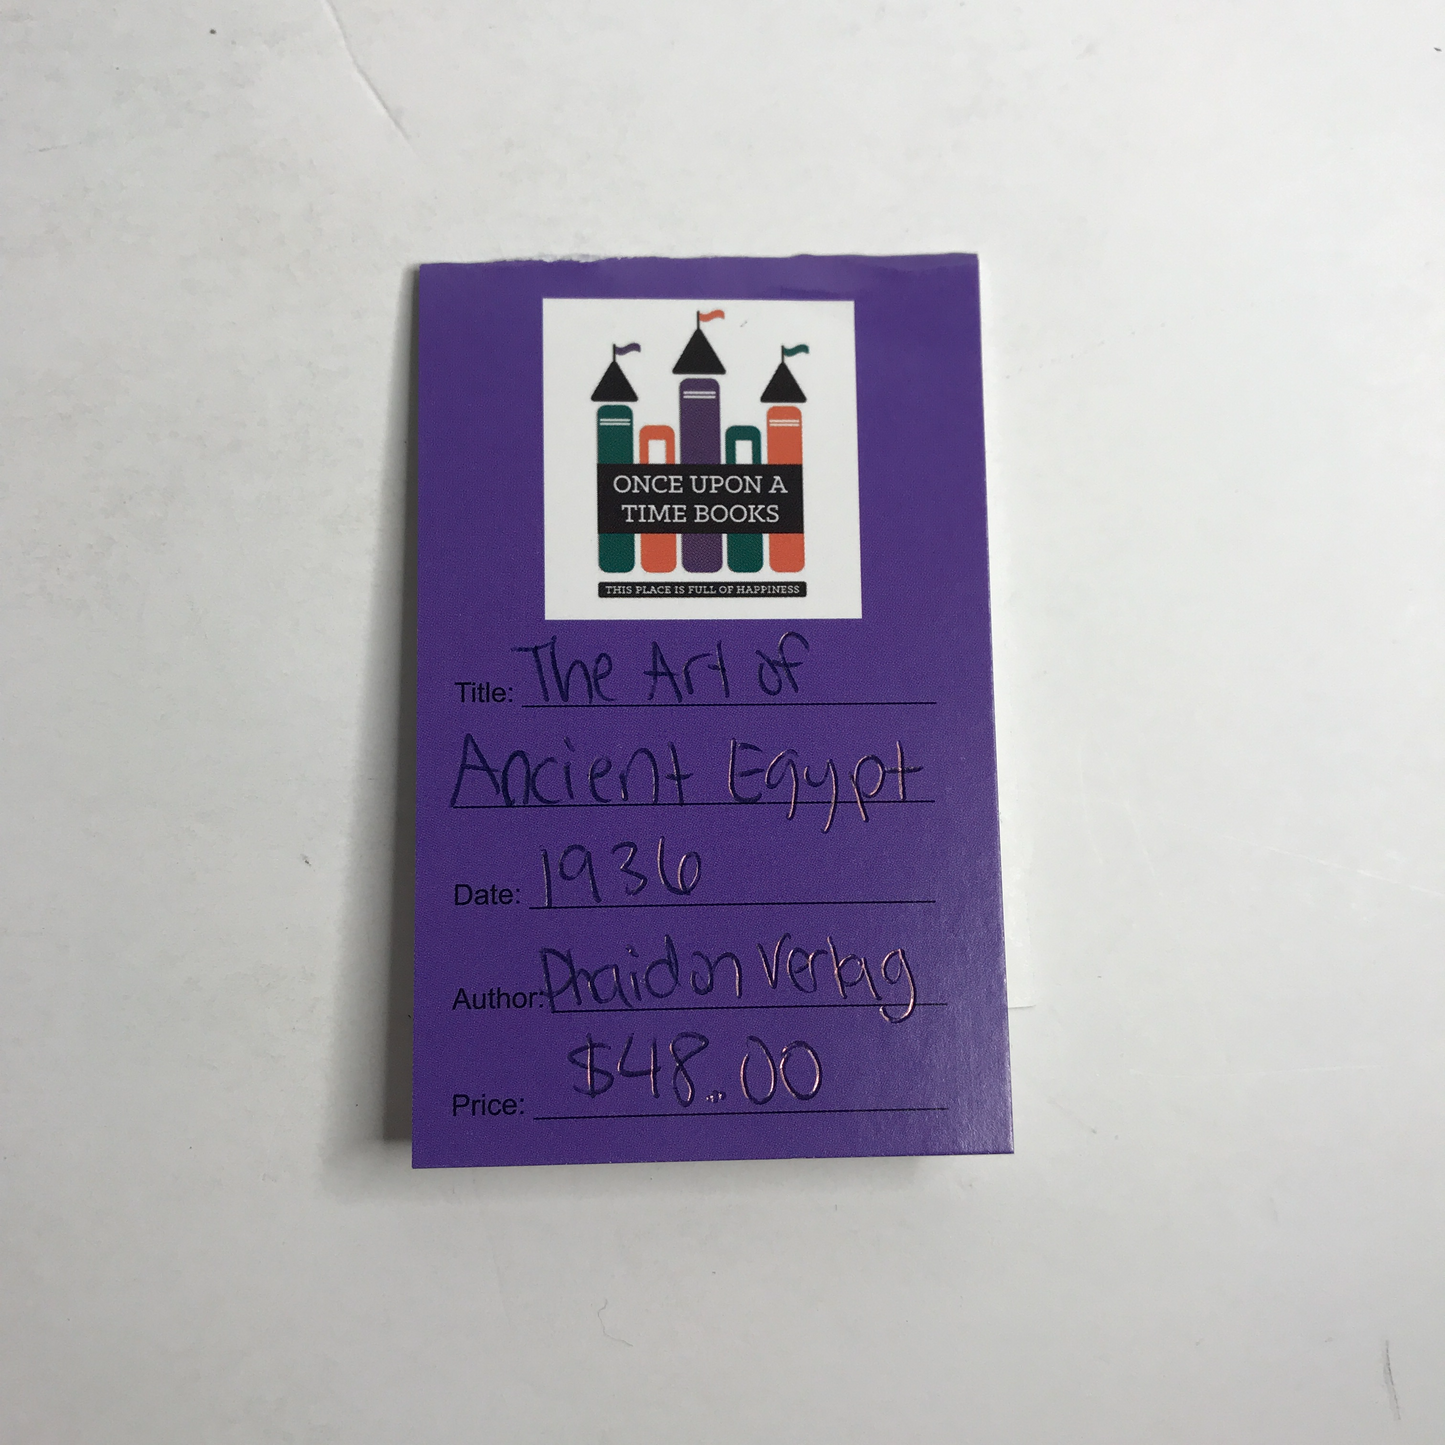 ONCE UPON A
TIME BOOKS
THIS PLACE IS FULL OF HAPPINESS
Title: The Art of
Ancient Egypt
Date: 1936
Author: Phaidon Verlag
Price: $48.00